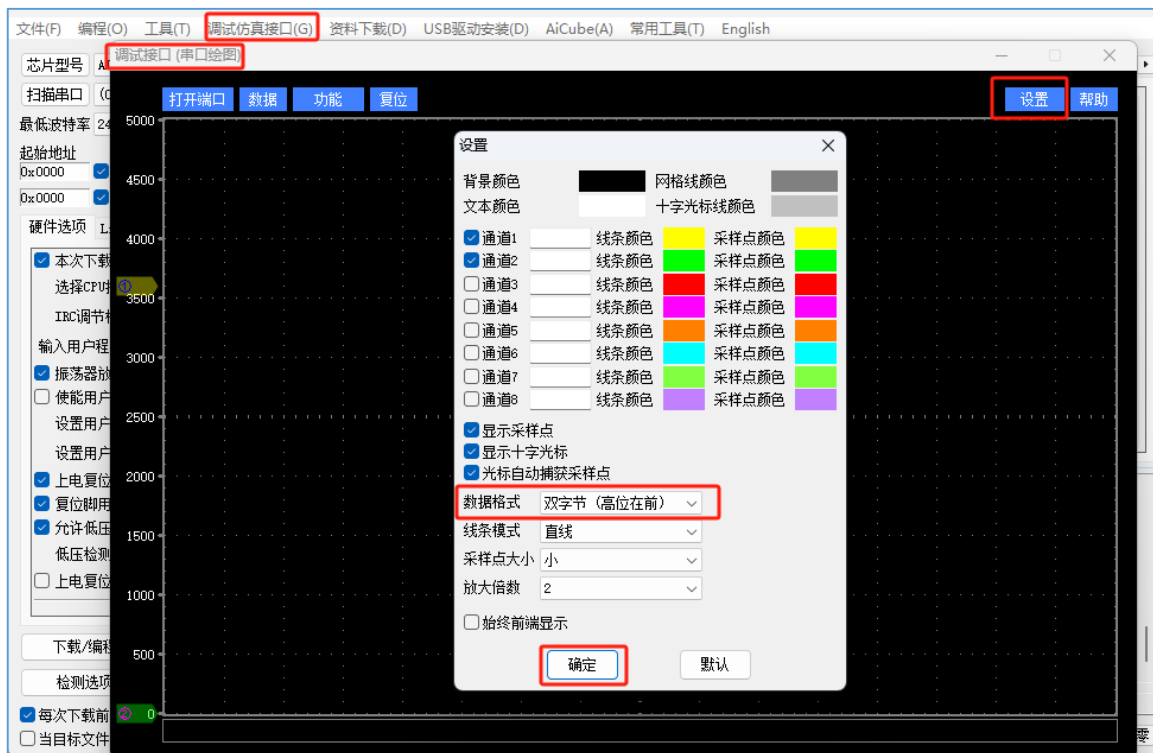 文件(F) 编程(O) 工具(T) 调试仿真接口(G) 资料下载(D) USB驱动安装(D) AiCube(A) 常用工具(T) English
调试接口 (串口绘图)
芯片型号
扫描串口
最低波特率 24
起始地址
0x0000
0x0000
硬件选项
本次下载
选择CPU
IRC调节
输入用户程
振荡器放
使能用户
设置用户
设置用户
上电复位
复位脚用
允许低压
低压检测
上电复位
下载/编程
检测选项
每次下载前
当目标文件
打开端口 数据 功能 复位 设置 帮助
5000
4500
4000
①
3500
3000
2500
2000
1500
1000
500
② 0
设置
背景颜色 网格线颜色
文本颜色 十字光标线颜色
通道1 线条颜色 采样点颜色
通道2 线条颜色 采样点颜色
通道3 线条颜色 采样点颜色
通道4 线条颜色 采样点颜色
通道5 线条颜色 采样点颜色
通道6 线条颜色 采样点颜色
通道7 线条颜色 采样点颜色
通道8 线条颜色 采样点颜色
显示采样点
显示十字光标
光标自动捕获采样点
数据格式 双字节（高位在前）
线条模式 直线
采样点大小 小
放大倍数 2
始终前端显示
确定 默认
零